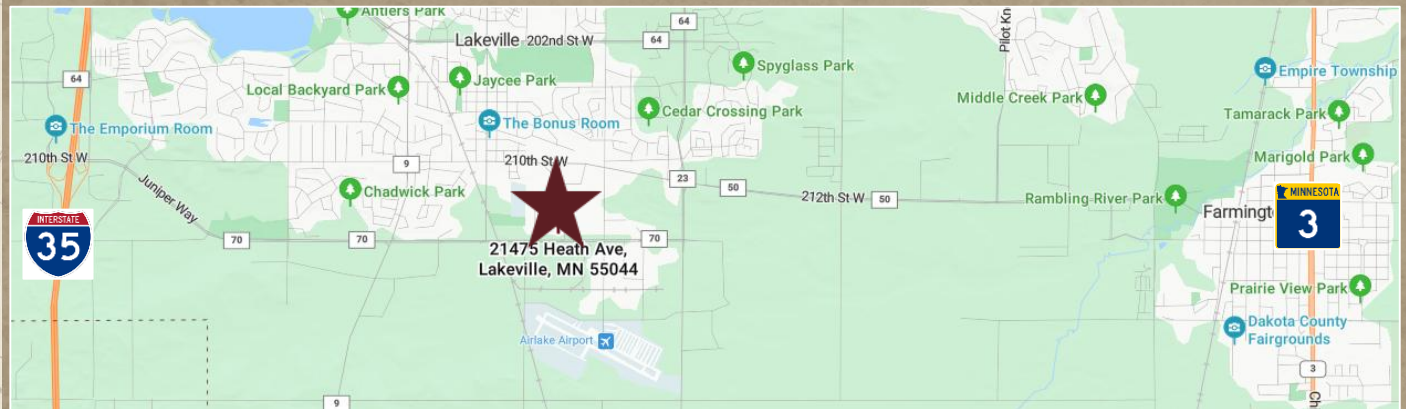 Antlers Park
64
Lakeville 202nd St W
64
Pilot Kn
Spyglass Park
Empire Township
64
Jaycee Park
Local Backyard Park
Middle Creek Park
Cedar Crossing Park
Tamarack Park
The Emporium Room
The Bonus Room
210th St W
9
210th St W
Marigold Park
23
50
Juniper Way
Chadwick Park
212th St W
50
Rambling River Park
MINNESOTA
3
Farmingt
INTERSTATE
35
70
70
70
21475 Heath Ave,
Lakeville, MN 55044
Prairie View Park
Dakota County
Fairgrounds
Airlake Airport
3
9
Ch